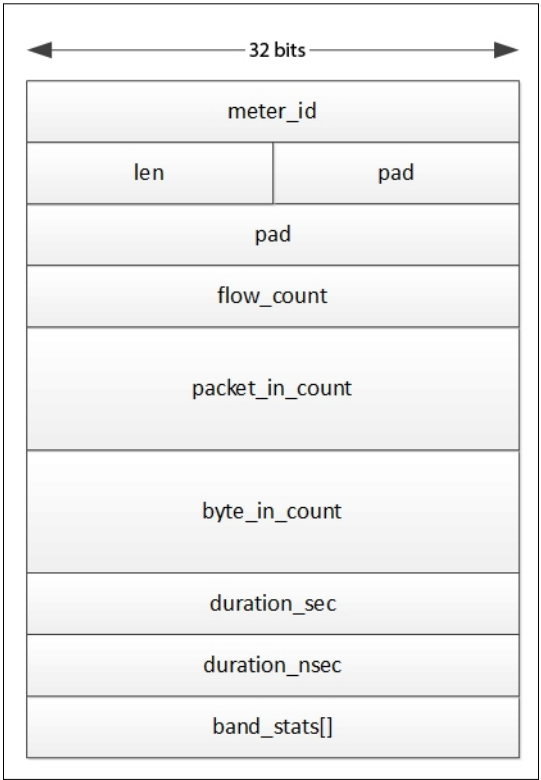 32 bits
meter_id
len pad
pad
flow_count
packet_in_count
byte_in_count
duration_sec
duration_nsec
band_stats[]